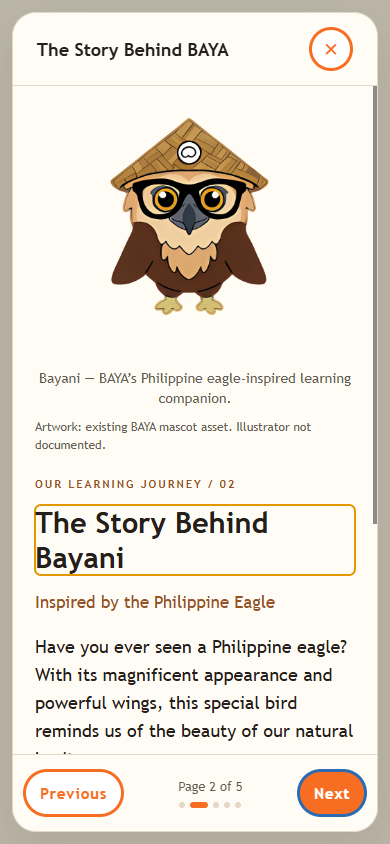 The Story Behind BAYA
Bayani — BAYA’s Philippine eagle-inspired learning
companion.
Artwork: existing BAYA mascot asset. Illustrator not
documented.
OUR LEARNING JOURNEY / 02
The Story Behind
Bayani
Inspired by the Philippine Eagle
Have you ever seen a Philippine eagle?
With its magnificent appearance and
powerful wings, this special bird
reminds us of the beauty of our natural
Previous
Page 2 of 5
Next